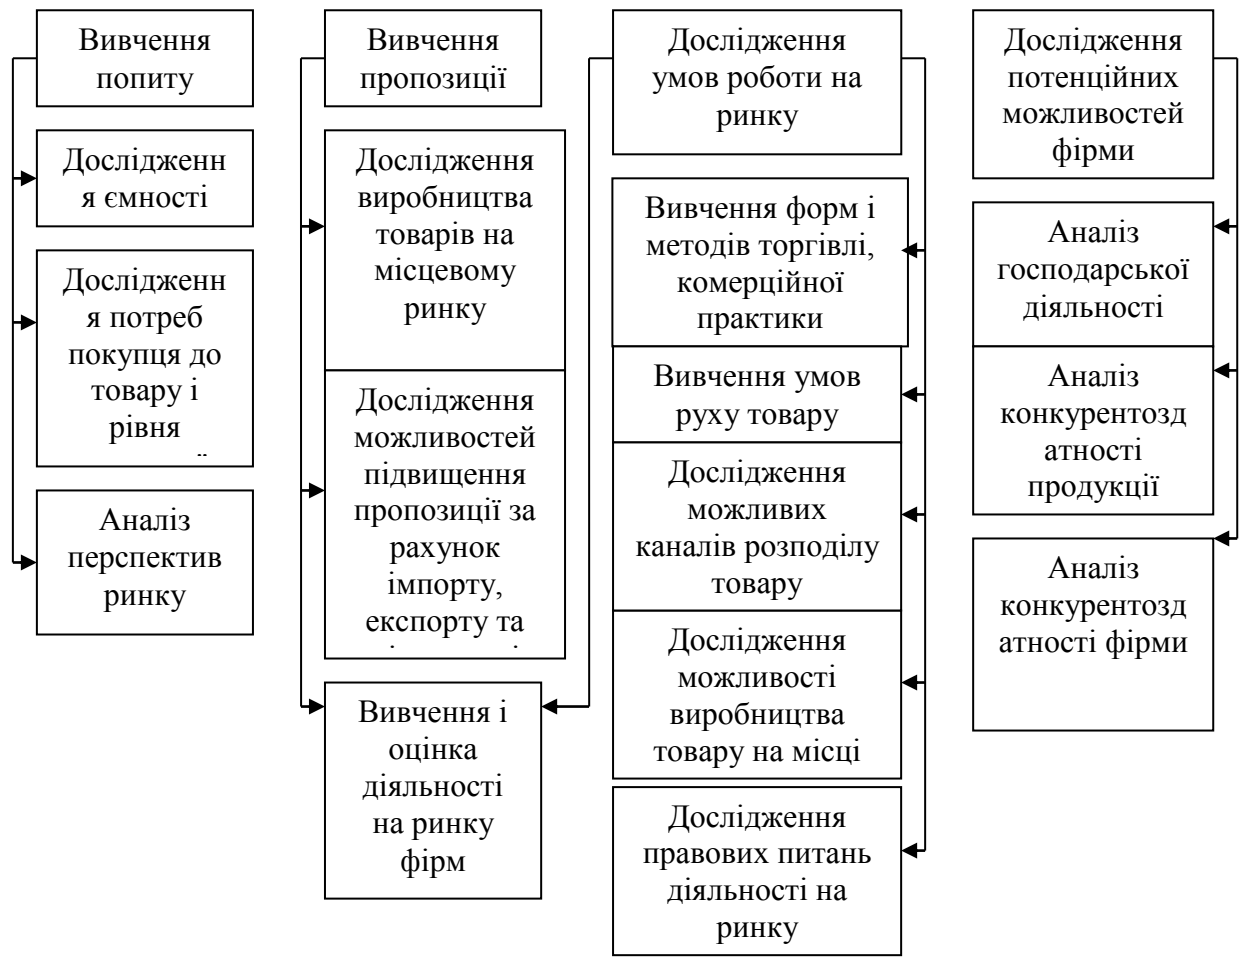 Вивчення
попиту
Дослідженн
я ємності
Дослідженн
я потреб
покупця до
товару і
рівня
Аналіз
перспектив
ринку
Вивчення
пропозиції
Дослідження
виробництва
товарів на
місцевому
ринку
Дослідження
можливостей
підвищення
пропозиції за
рахунок
імпорту,
експорту та
Вивчення і
оцінка
діяльності
на ринку
фірм
Дослідження
умов роботи на
ринку
Вивчення форм і
методів торгівлі,
комерційної
практики
Вивчення умов
руху товару
Дослідження
можливих
каналів розподілу
товару
Дослідження
можливості
виробництва
товару на місці
Дослідження
правових питань
діяльності на
ринку
Дослідження
потенційних
можливостей
фірми
Аналіз
господарської
діяльності
Аналіз
конкурентозд
атності
продукції
Аналіз
конкурентозд
атності фірми